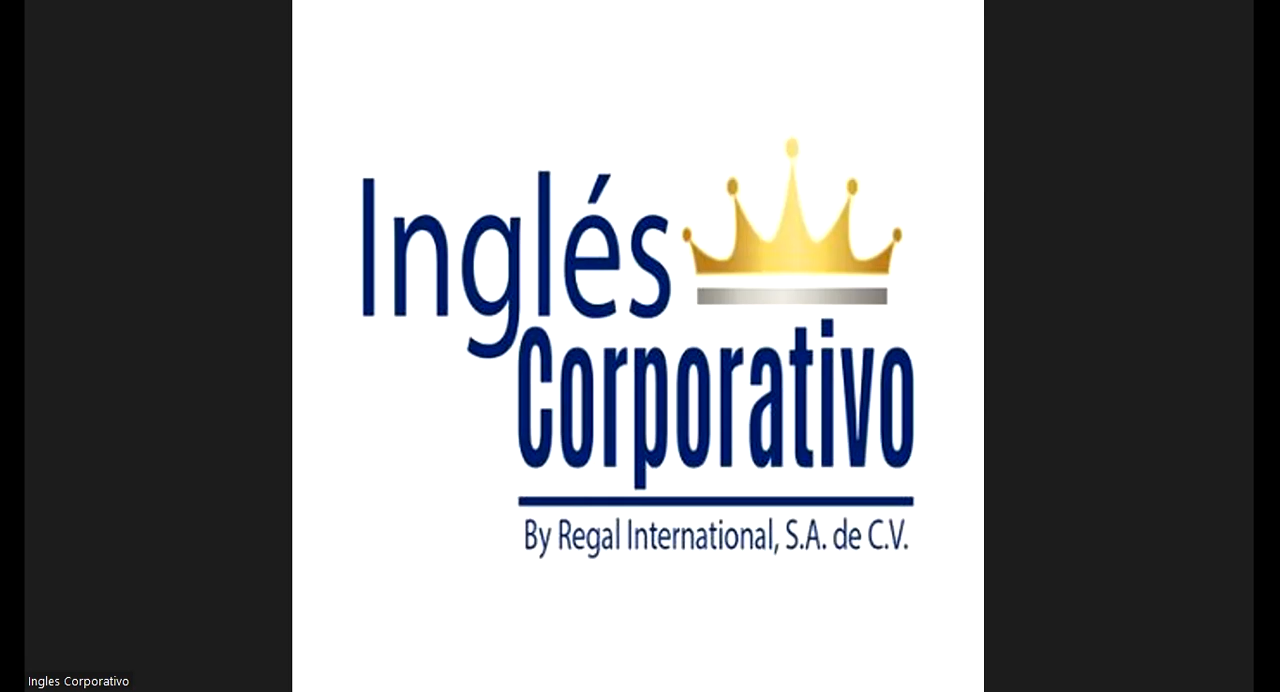 Inglés
Corporativo
By Regal International, S.A. de C.V.
Ingles Corporativo